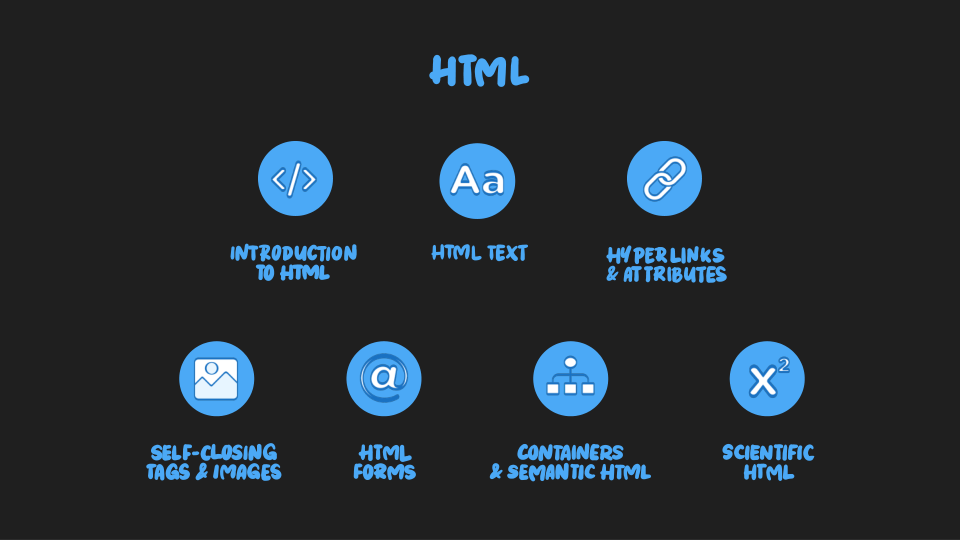 HTML
</>
Aa
INTRODUCTION
TO HTML
HTML TEXT
HYPERLINKS
& ATTRIBUTES
@
x²
SELF-CLOSING
TAGS & IMAGES
HTML
FORMS
CONTAINERS
& SEMANTIC HTML
SCIENTIFIC
HTML